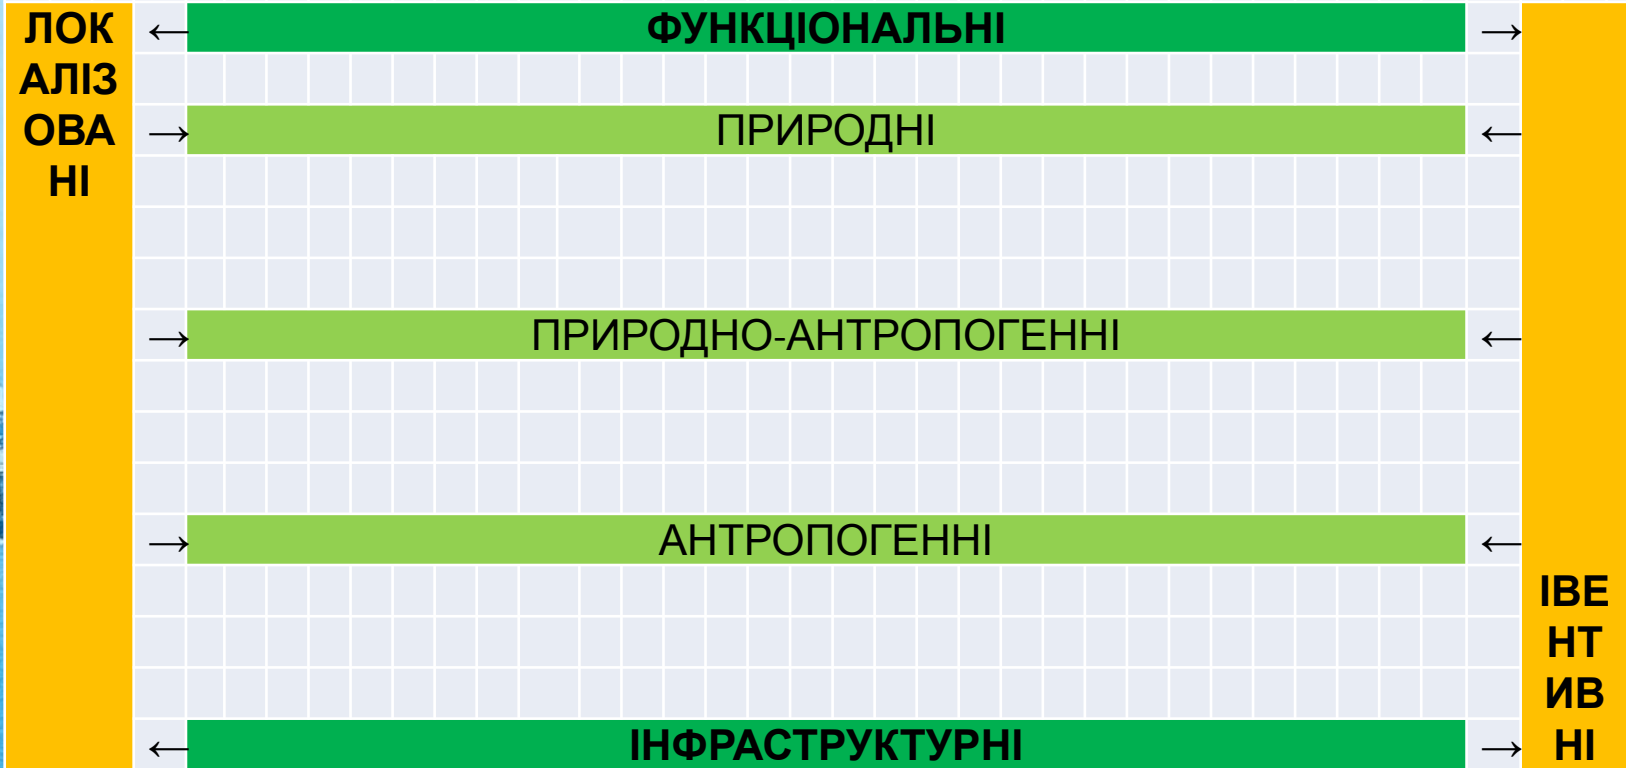 ЛОК
АЛІЗ
ОВА
НІ
← ФУНКЦІОНАЛЬНІ →
→ ПРИРОДНІ ←
→ ПРИРОДНО-АНТРОПОГЕННІ ←
→ АНТРОПОГЕННІ ←
← ІНФРАСТРУКТУРНІ →
ІВЕ
НТ
ИВ
НІ